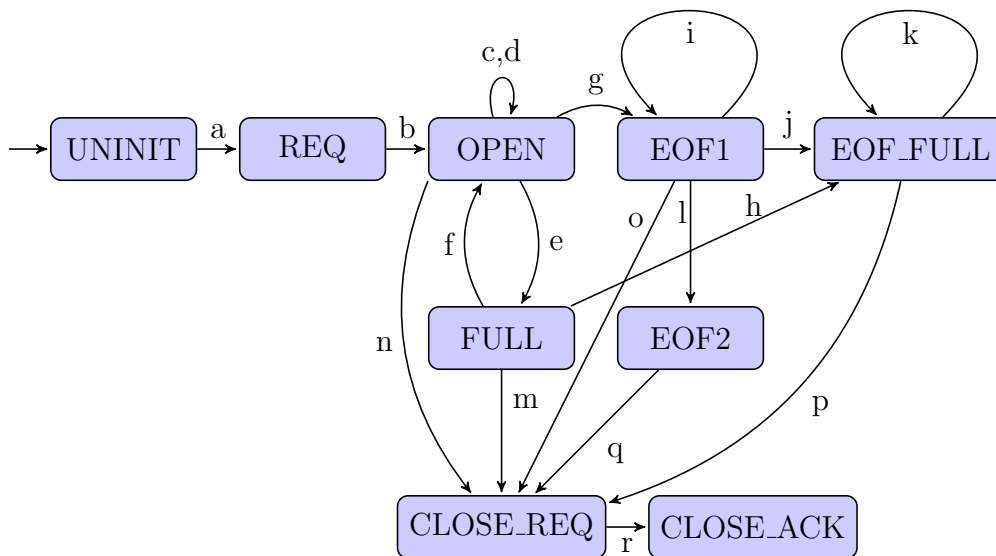 i
k
c,d
g
UNINIT
a
REQ
b
OPEN
EOF1
j
EOF_FULL
f
e
o
l
h
n
FULL
EOF2
m
p
q
CLOSE_REQ
r
CLOSE_ACK